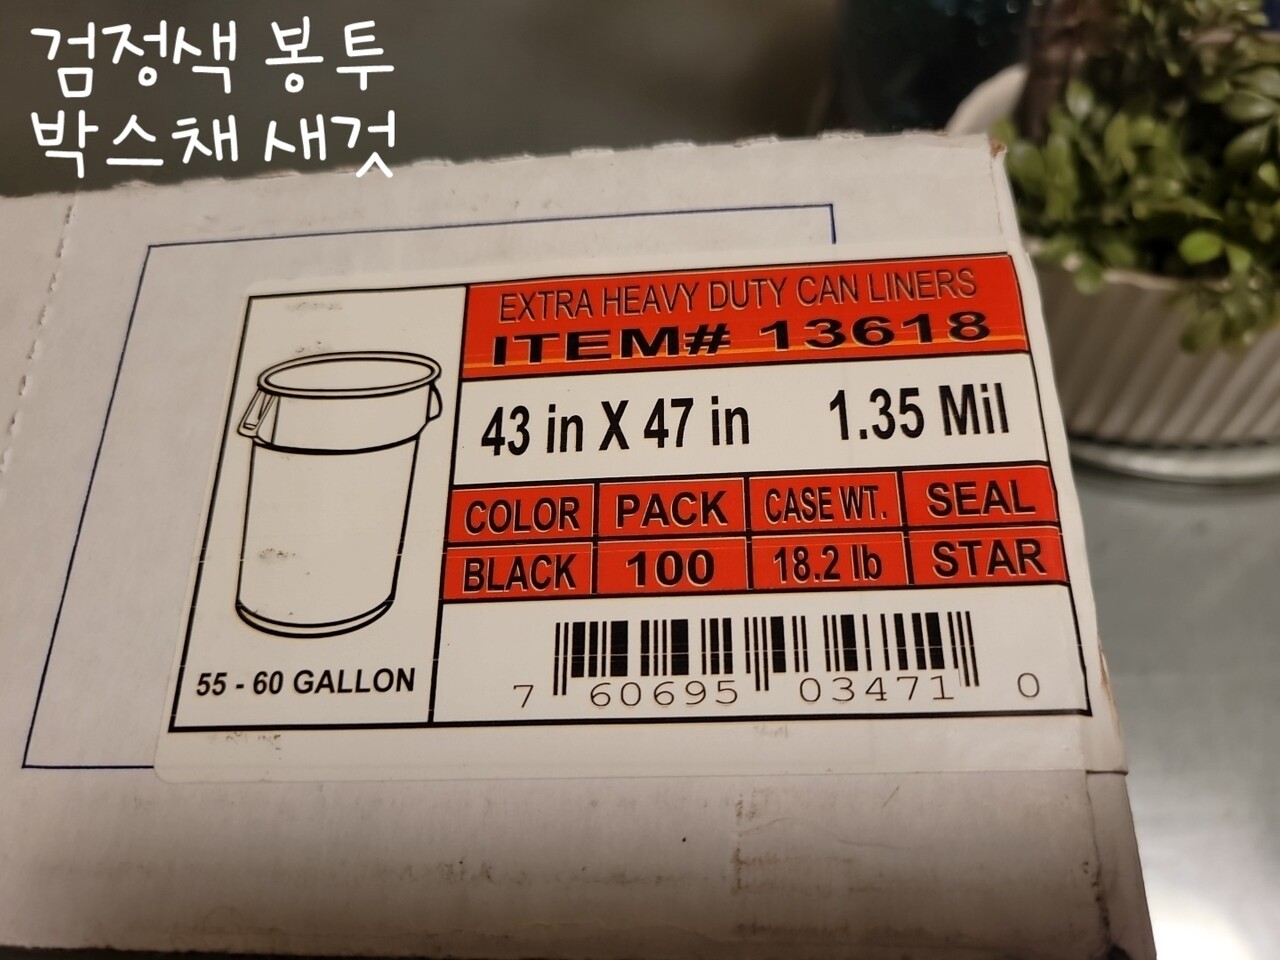 검정색 봉투
박스채 새것
EXTRA HEAVY DUTY CAN LINERS
ITEM# 13618
43 in X 47 in 1.35 Mil
COLOR PACK CASE WT. SEAL
BLACK 100 18.2 lb STAR
55 - 60 GALLON
7 60695 03471 0